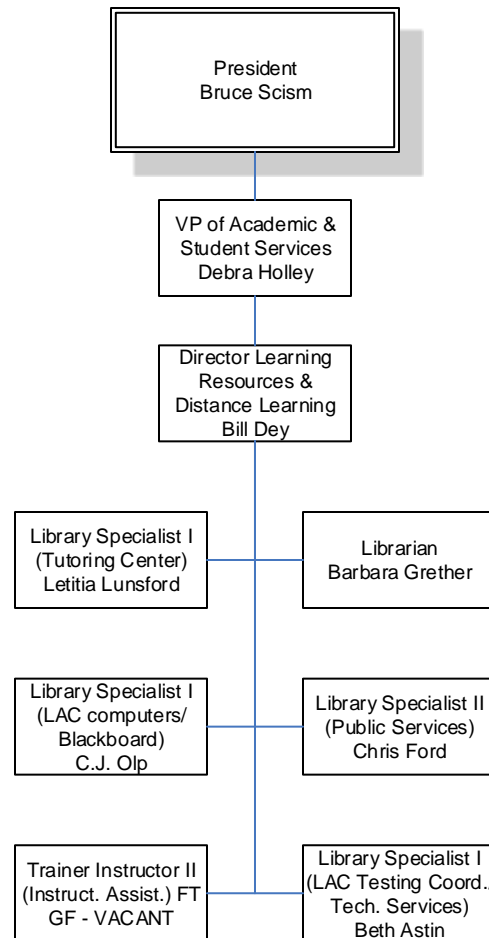 President
Bruce Scism
VP of Academic &
Student Services
Debra Holley
Director Learning
Resources &
Distance Learning
Bill Dey
Library Specialist I
(Tutoring Center)
Letitia Lunsford
Librarian
Barbara Grether
Library Specialist I
(LAC computers/
Blackboard)
C.J. Olp
Library Specialist II
(Public Services)
Chris Ford
Trainer Instructor II
(Instruct. Assist.) FT
GF - VACANT
Library Specialist I
(LAC Testing Coord./
Tech. Services)
Beth Astin